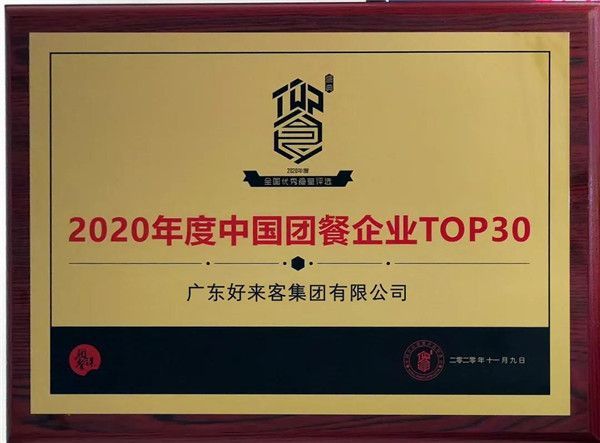 TOP
2020年度
全国优秀团餐评选
2020年度中国团餐企业TOP30
广东好来客集团有限公司
二零二零年十一月九日